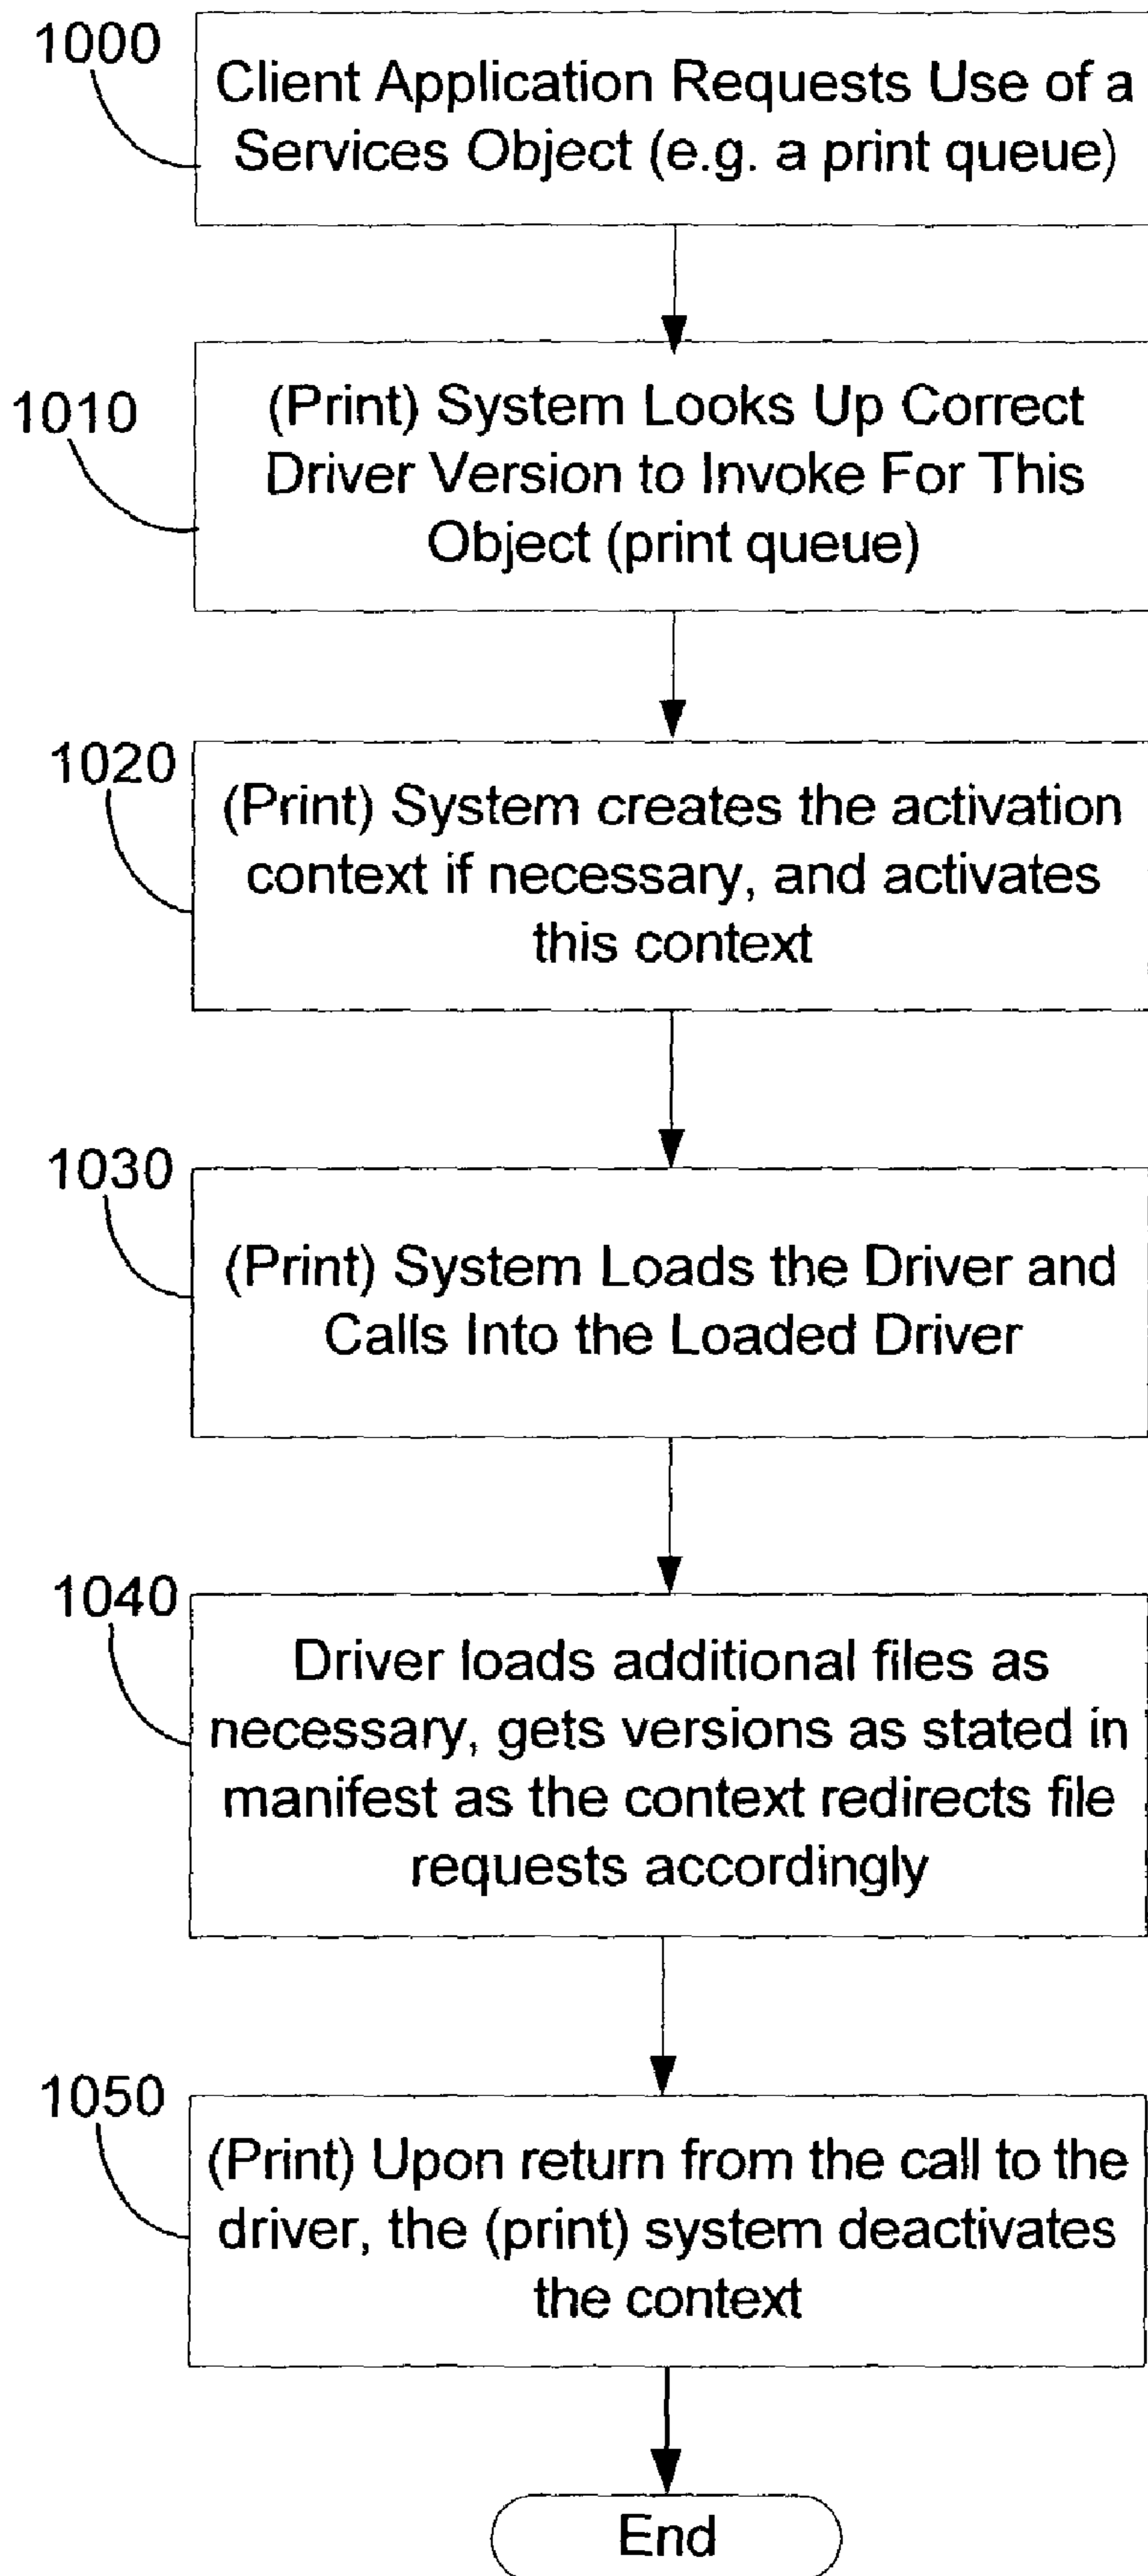 1000
Client Application Requests Use of a
Services Object (e.g. a print queue)
1010
(Print) System Looks Up Correct
Driver Version to Invoke For This
Object (print queue)
1020
(Print) System creates the activation
context if necessary, and activates
this context
1030
(Print) System Loads the Driver and
Calls Into the Loaded Driver
1040
Driver loads additional files as
necessary, gets versions as stated in
manifest as the context redirects file
requests accordingly
1050
(Print) Upon return from the call to the
driver, the (print) system deactivates
the context
End